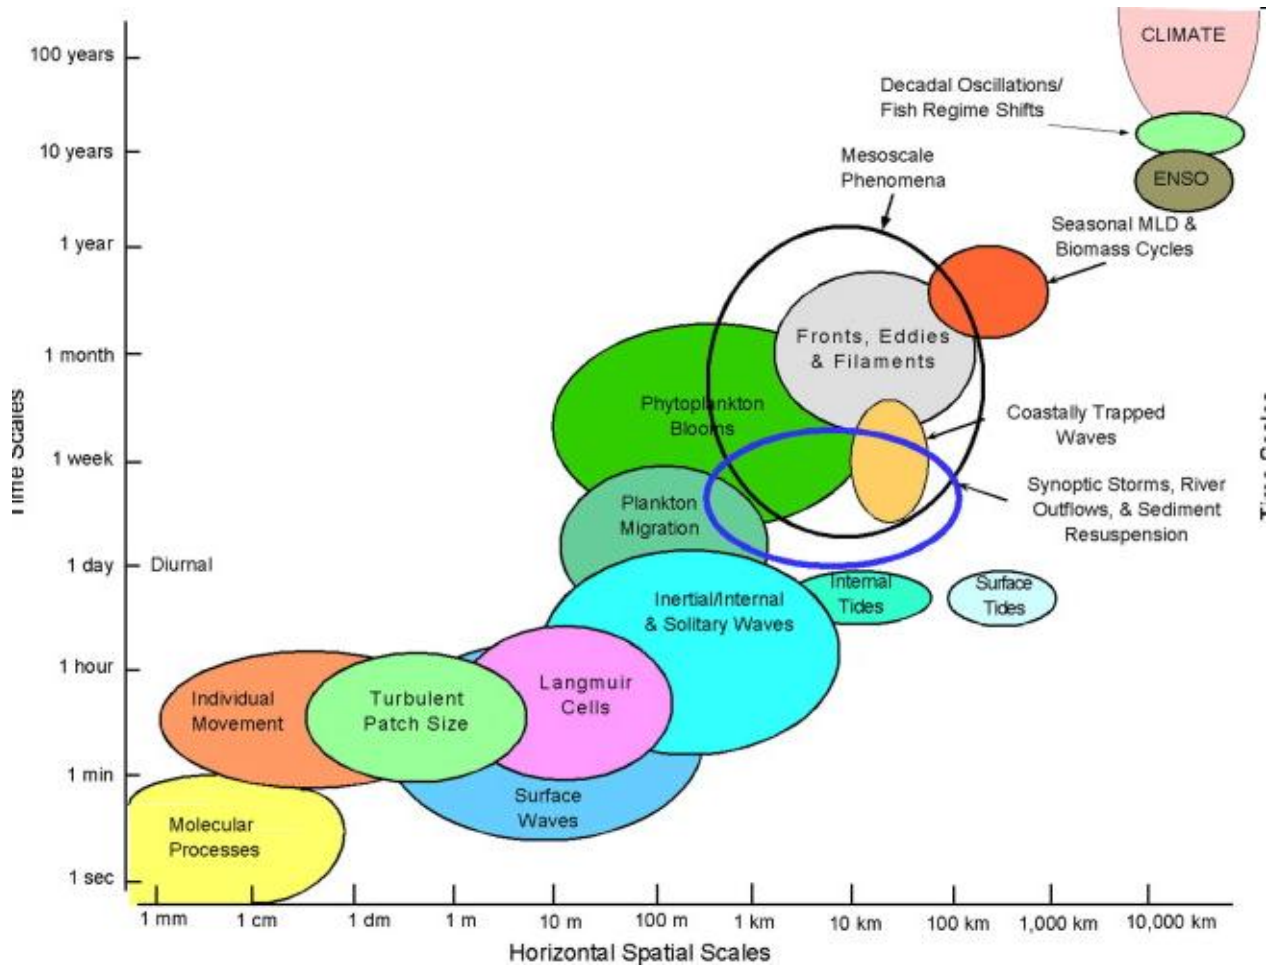 CLIMATE
Decadal Oscillations/
Fish Regime Shifts
Mesoscale
Phenomena
ENSO
Seasonal MLD &
Biomass Cycles
Fronts, Eddies
& Filaments
Phytoplankton
Blooms
Coastally Trapped
Waves
Plankton
Migration
Synoptic Storms, River
Outflows, & Sediment
Resuspension
Diurnal
Internal
Tides
Surface
Tides
Inertial/Internal
& Solitary Waves
Individual
Movement
Turbulent
Patch Size
Langmuir
Cells
Surface
Waves
Molecular
Processes
100 years
10 years
1 year
1 month
1 week
1 day
1 hour
1 min
1 sec
Time Scales
1 mm
1 cm
1 dm
1 m
10 m
100 m
1 km
10 km
100 km
1,000 km
10,000 km
Horizontal Spatial Scales